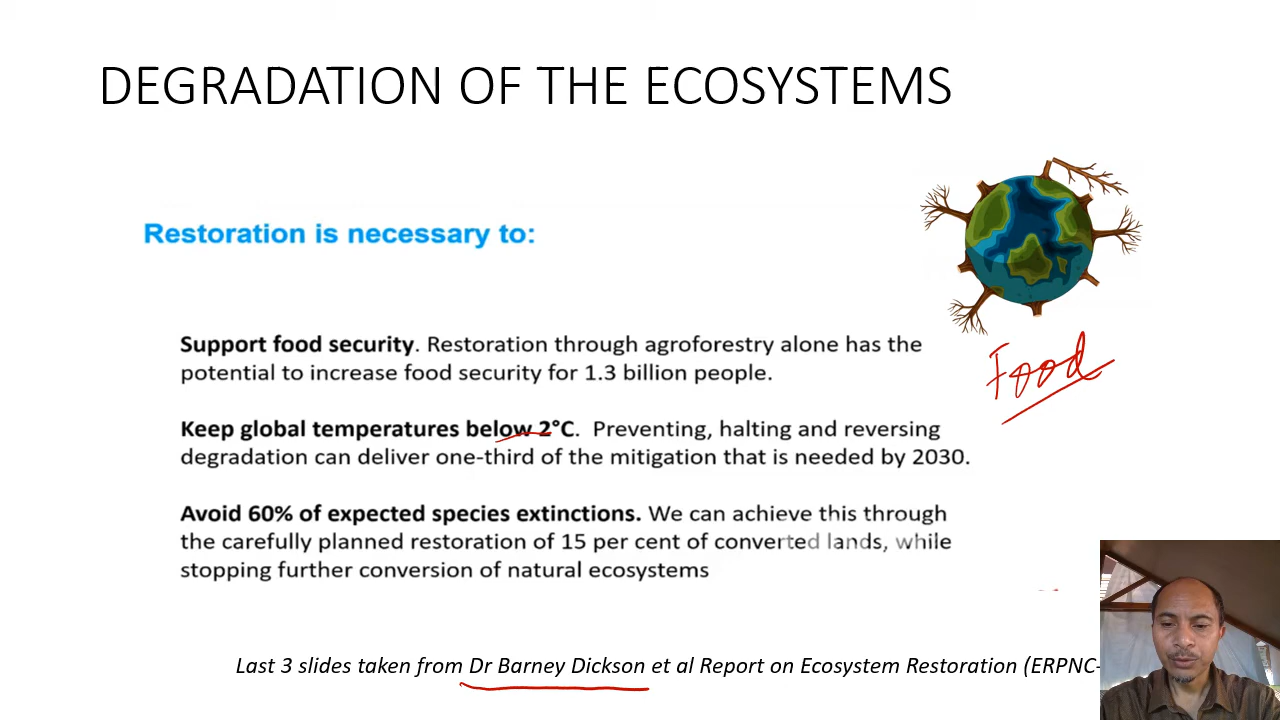 DEGRADATION OF THE ECOSYSTEMS
Restoration is necessary to:
Support food security. Restoration through agroforestry alone has the
potential to increase food security for 1.3 billion people.
Food
Keep global temperatures below 2°C. Preventing, halting and reversing
degradation can deliver one-third of the mitigation that is needed by 2030.
Avoid 60% of expected species extinctions. We can achieve this through
the carefully planned restoration of 15 per cent of converted lands, while
stopping further conversion of natural ecosystems
Last 3 slides taken from Dr Barney Dickson et al Report on Ecosystem Restoration (ERPNC-